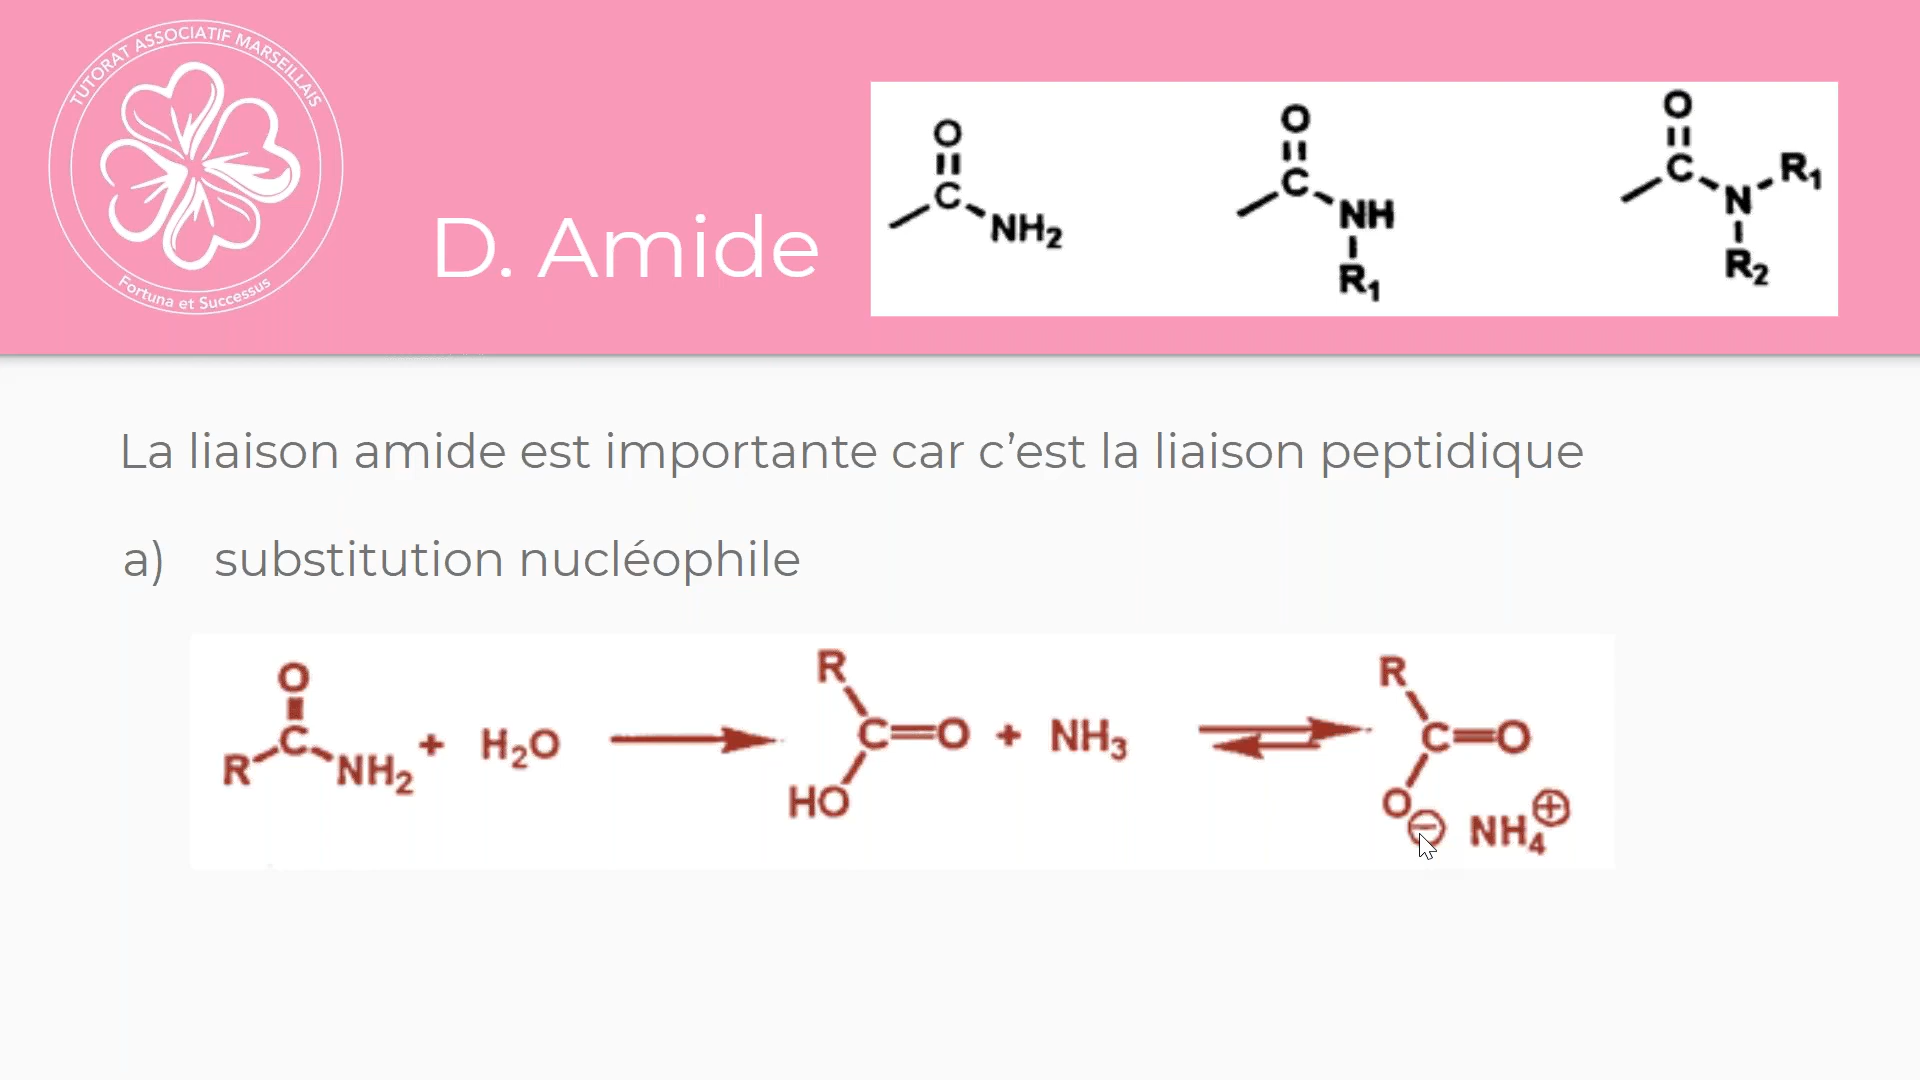 TUTORAT ASSOCIATIF MARSEILLAIS
Fortuna et Successus
D. Amide
O
C
NH2
O
C
NH
R1
O
C
N
R1
R2
La liaison amide est importante car c’est la liaison peptidique
a) substitution nucléophile
O
R C NH2 + H2O
R
C=O + NH3
HO
R
C=O
O⊖ NH4⊕